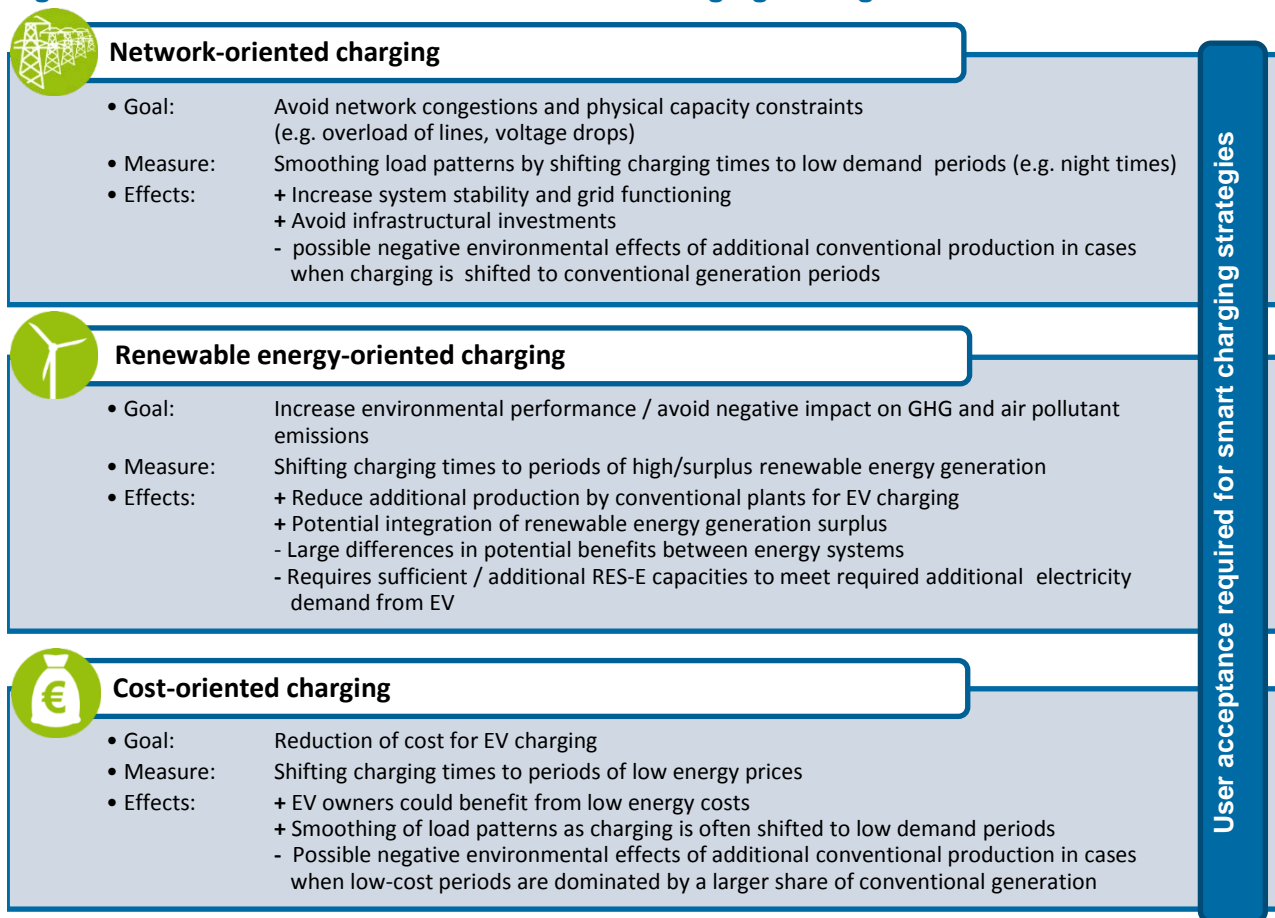 Network-oriented charging
• Goal: Avoid network congestions and physical capacity constraints
(e.g. overload of lines, voltage drops)
• Measure: Smoothing load patterns by shifting charging times to low demand periods (e.g. night times)
• Effects: + Increase system stability and grid functioning
+ Avoid infrastructural investments
- possible negative environmental effects of additional conventional production in cases
when charging is shifted to conventional generation periods
Renewable energy-oriented charging
• Goal: Increase environmental performance / avoid negative impact on GHG and air pollutant
emissions
• Measure: Shifting charging times to periods of high/surplus renewable energy generation
• Effects: + Reduce additional production by conventional plants for EV charging
+ Potential integration of renewable energy generation surplus
- Large differences in potential benefits between energy systems
- Requires sufficient / additional RES-E capacities to meet required additional electricity
demand from EV
€
Cost-oriented charging
• Goal: Reduction of cost for EV charging
• Measure: Shifting charging times to periods of low energy prices
• Effects: + EV owners could benefit from low energy costs
+ Smoothing of load patterns as charging is often shifted to low demand periods
- Possible negative environmental effects of additional conventional production in cases
when low-cost periods are dominated by a larger share of conventional generation
User acceptance required for smart charging strategies